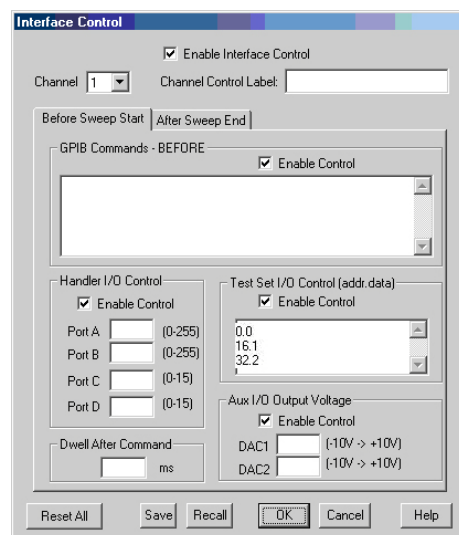 Interface Control
Enable Interface Control
Channel 1 Channel Control Label:
Before Sweep Start After Sweep End
GPIB Commands - BEFORE
Enable Control
Handler I/O Control
Enable Control
Port A (0-255)
Port B (0-255)
Port C (0-15)
Port D (0-15)
Dwell After Command
ms
Test Set I/O Control (addr.data)
Enable Control
0.0
16.1
32.2
Aux I/O Output Voltage
Enable Control
DAC1 (-10V -> +10V)
DAC2 (-10V -> +10V)
Reset All Save Recall OK Cancel Help